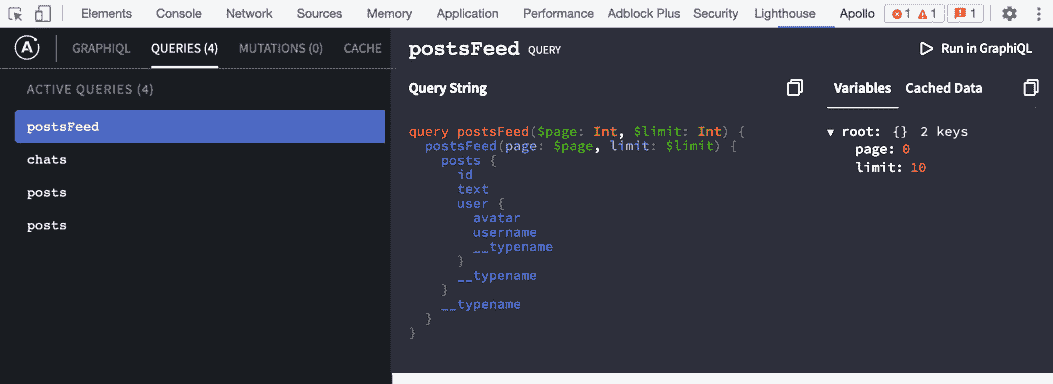 Elements Console Network Sources Memory Application Performance Adblock Plus Security Lighthouse Apollo 1 1 1
A GRAPHIQL QUERIES (4) MUTATIONS (0) CACHE
ACTIVE QUERIES (4)
postsFeed
chats
posts
posts
postsFeed QUERY
Run in GraphiQL
Query String
query postsFeed($page: Int, $limit: Int) {
postsFeed(page: $page, limit: $limit) {
posts {
id
text
user {
avatar
username
__typename
}
__typename
}
__typename
}
}
Variables Cached Data
▼ root: {} 2 keys
page: 0
limit: 10